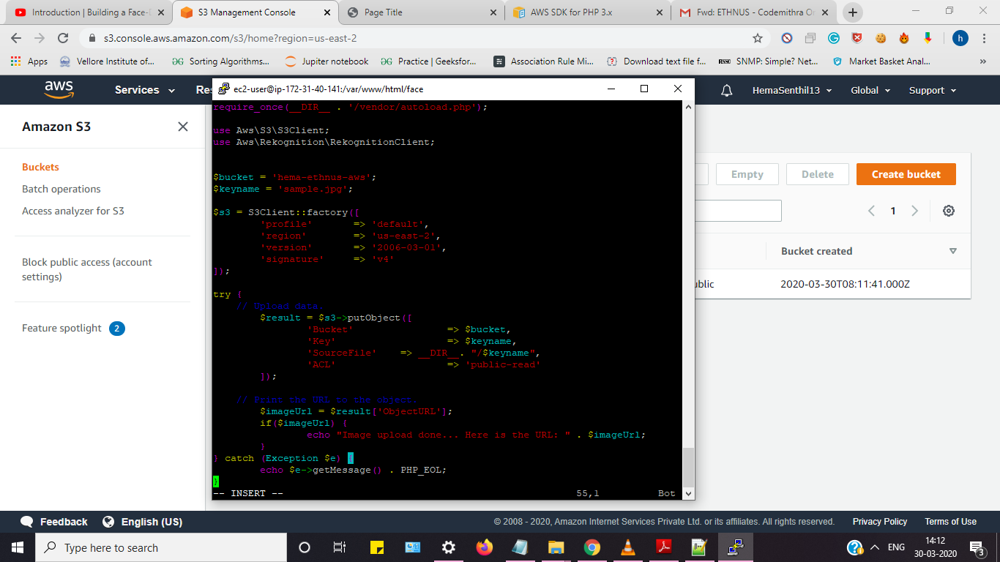 Introduction | Building a Face-D
S3 Management Console
Page Title
AWS SDK for PHP 3.x
Fwd: ETHNUS - Codemithra On
s3.console.aws.amazon.com/s3/home?region=us-east-2
h
Apps
Vellore Institute of...
Sorting Algorithms...
Jupiter notebook
Practice | Geeksfor...
Association Rule Mi...
Download text file f...
SNMP: Simple? Net...
Market Basket Anal...
»
aws
Services
Res
HemaSenthil13
Global
Support
ec2-user@ip-172-31-40-141:/var/www/html/face
require_once(__DIR__ . '/vendor/autoload.php');
use Aws\S3\S3Client;
use Aws\Rekognition\RekognitionClient;
$bucket = 'hema-ethnus-aws';
$keyname = 'sample.jpg';
$s3 = S3Client::factory([
'profile' => 'default',
'region' => 'us-east-2',
'version' => '2006-03-01',
'signature' => 'v4'
]);
try {
// Upload data.
$result = $s3->putObject([
'Bucket' => $bucket,
'Key' => $keyname,
'SourceFile' => __DIR__. "/$keyname",
'ACL' => 'public-read'
]);
// Print the URL to the object.
$imageUrl = $result['ObjectURL'];
if($imageUrl) {
echo "Image upload done... Here is the URL: " . $imageUrl;
}
} catch (Exception $e) {
echo $e->getMessage() . PHP_EOL;
}
-- INSERT -- 55,1 Bot
Amazon S3
Buckets
Batch operations
Access analyzer for S3
Block public access (account
settings)
Feature spotlight 2
Empty
Delete
Create bucket
1
Bucket created
ublic
2020-03-30T08:11:41.000Z
Feedback
English (US)
© 2008 - 2020, Amazon Internet Services Private Ltd. or its affiliates. All rights reserved.
Privacy Policy
Terms of Use
Type here to search
ENG
14:12
30-03-2020
3